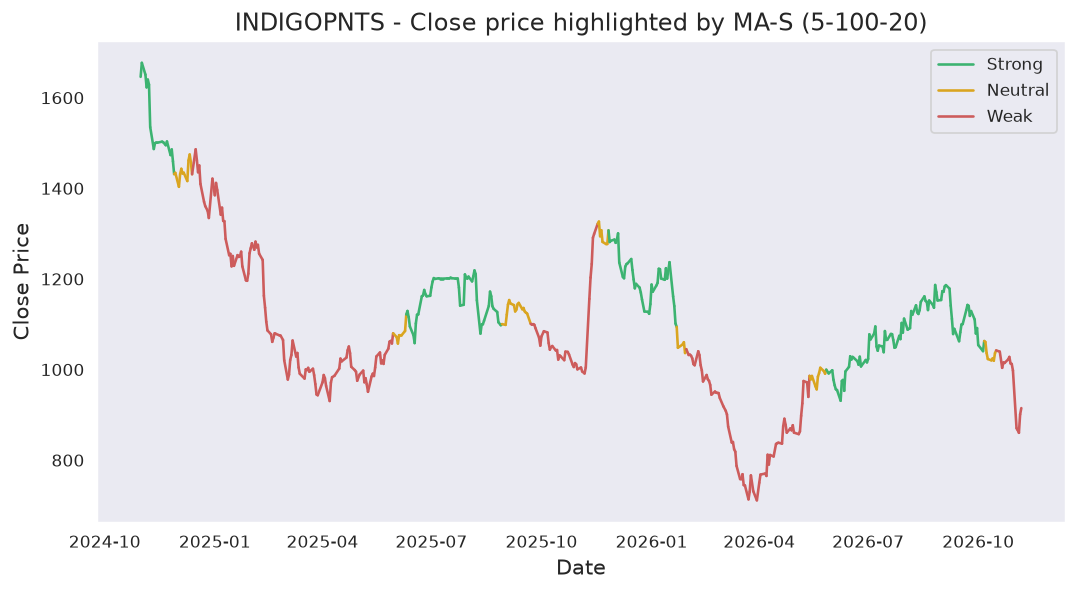 INDIGOPNTS - Close price highlighted by MA-S (5-100-20)
Strong
Neutral
Weak
Close Price
1600
1400
1200
1000
800
2024-10 2025-01 2025-04 2025-07 2025-10 2026-01 2026-04 2026-07 2026-10
Date